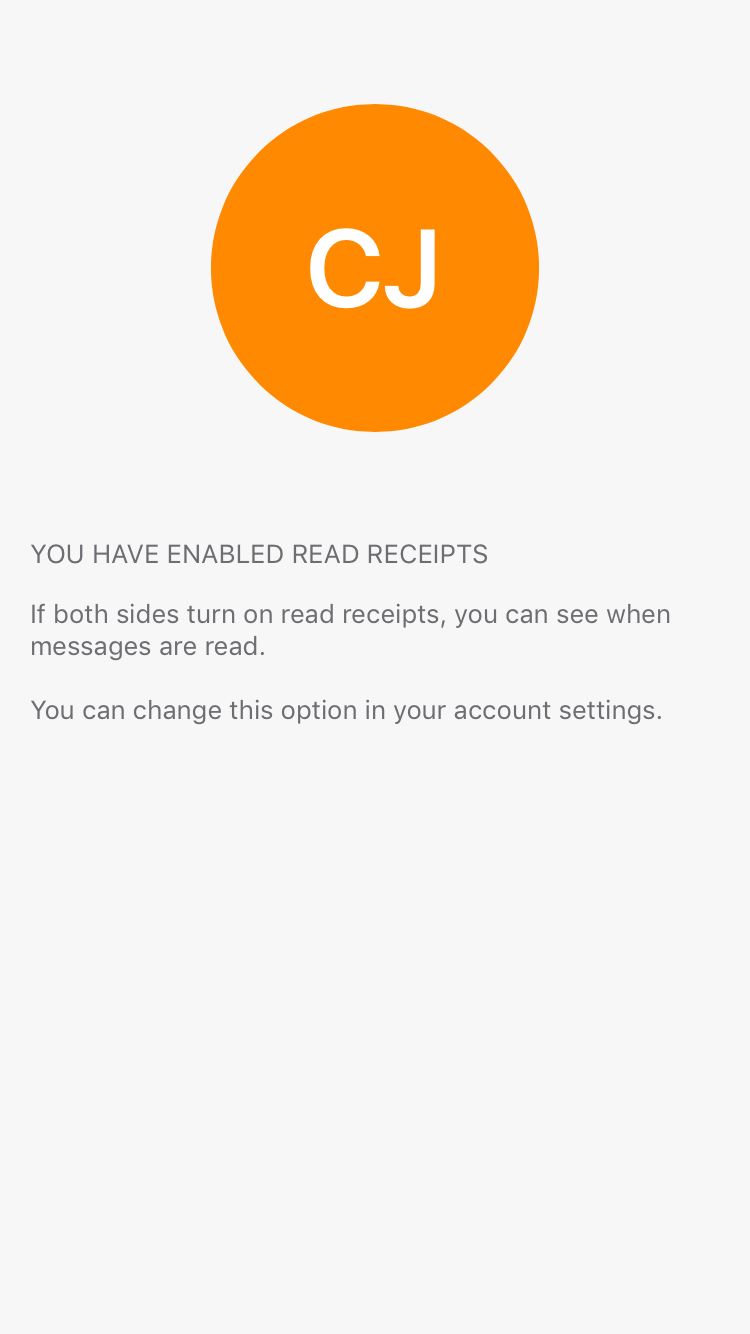 CJ
YOU HAVE ENABLED READ RECEIPTS
If both sides turn on read receipts, you can see when
messages are read.
You can change this option in your account settings.